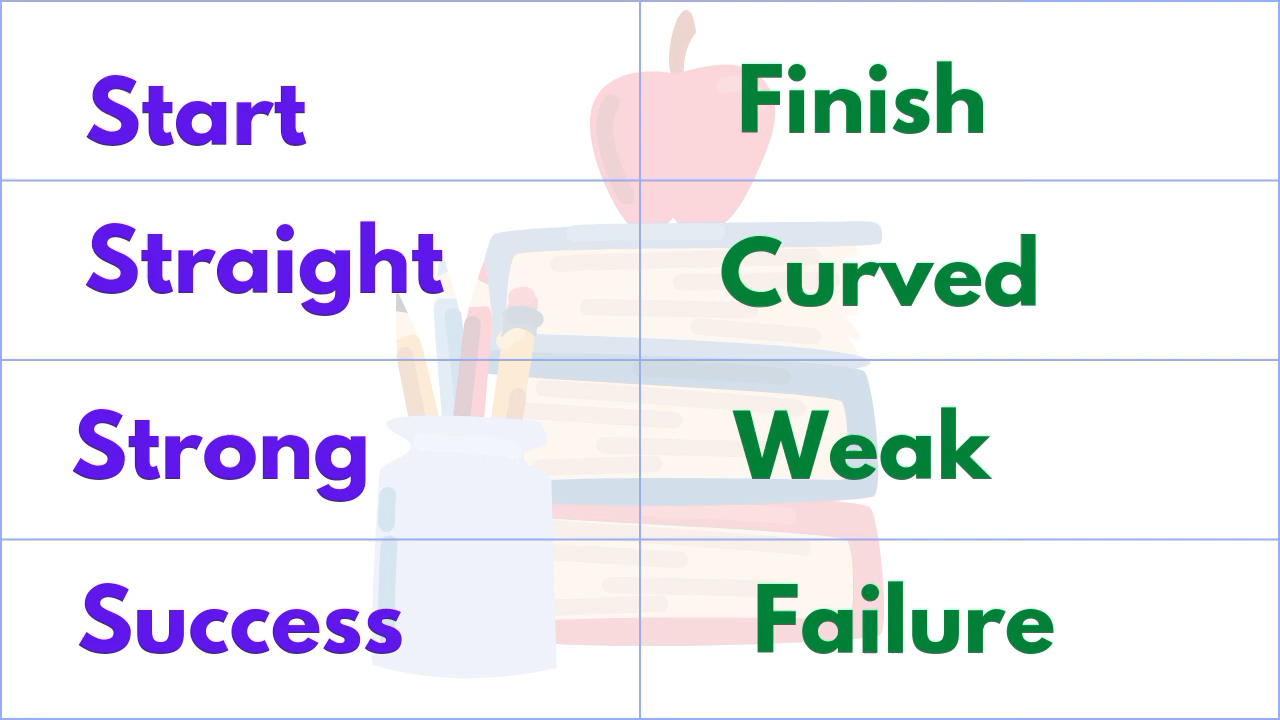 Start
Finish
Straight
Curved
Strong
Weak
Success
Failure